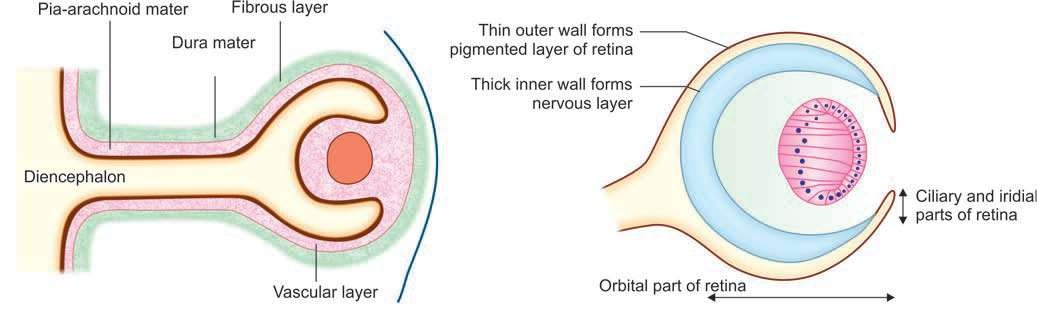 Pia-arachnoid mater
Fibrous layer
Dura mater
Diencephalon
Vascular layer
Thin outer wall forms
pigmented layer of retina
Thick inner wall forms
nervous layer
Ciliary and iridial
parts of retina
Orbital part of retina